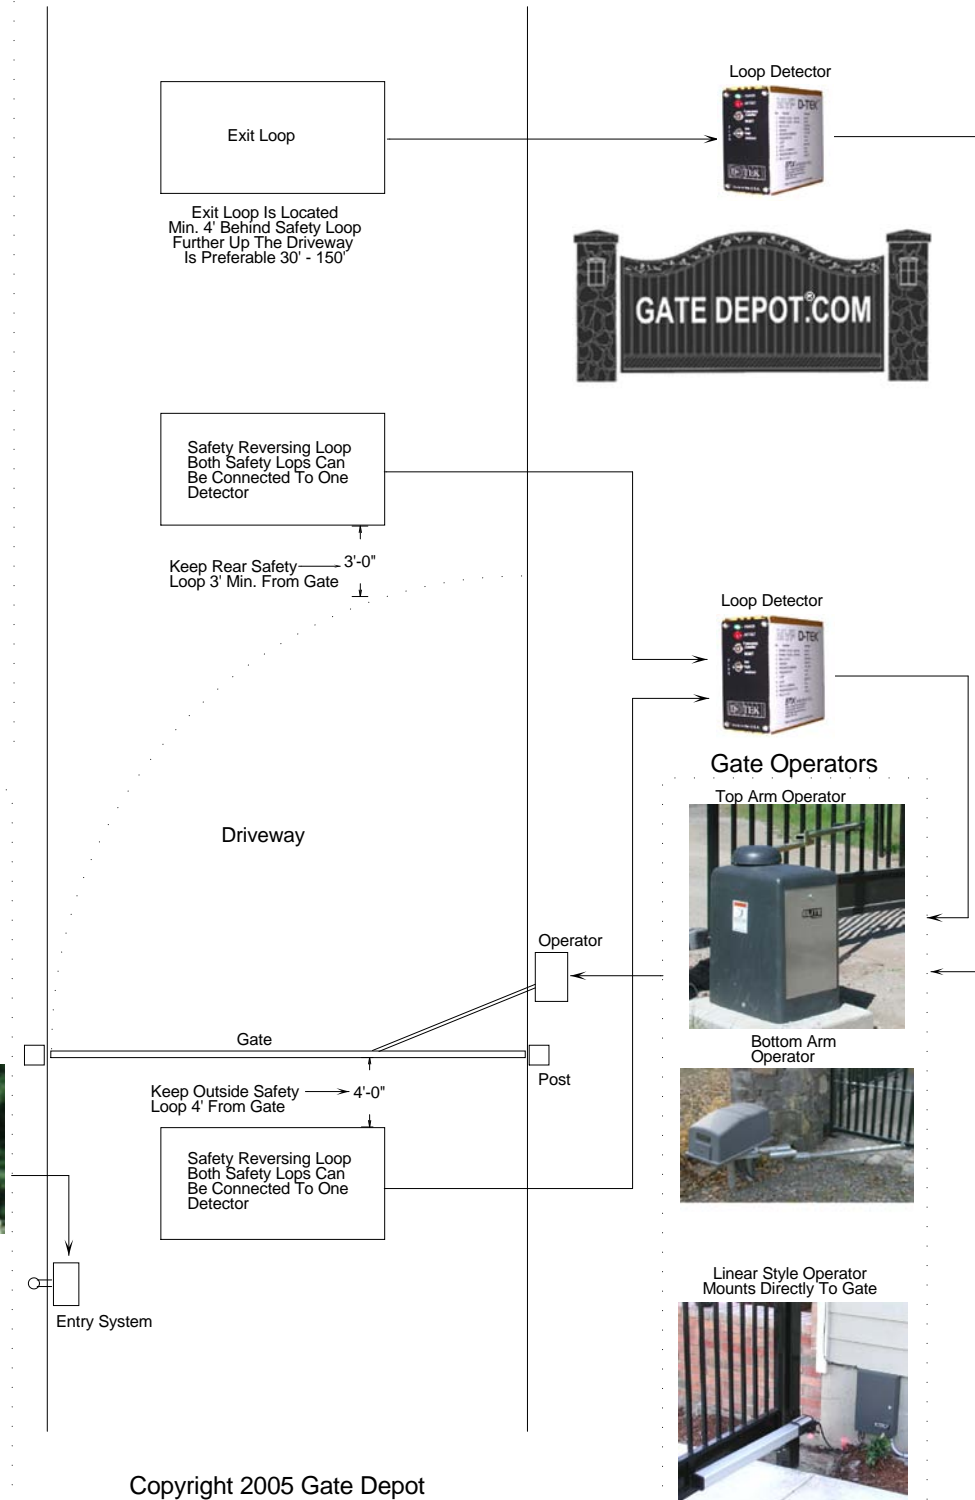 Loop Detector
D-TEK
Exit Loop
Exit Loop Is Located
Min. 4' Behind Safety Loop
Further Up The Driveway
Is Preferable 30' - 150'
GATE DEPOT®.COM
Safety Reversing Loop
Both Safety Lops Can
Be Connected To One
Detector
3'-0"
Keep Rear Safety
Loop 3' Min. From Gate
Loop Detector
D-TEK
Gate Operators
Top Arm Operator
ELITE
Driveway
Operator
Gate
Post
Bottom Arm
Operator
Keep Outside Safety
Loop 4' From Gate
4'-0"
Safety Reversing Loop
Both Safety Lops Can
Be Connected To One
Detector
Linear Style Operator
Mounts Directly To Gate
Entry System
Copyright 2005 Gate Depot